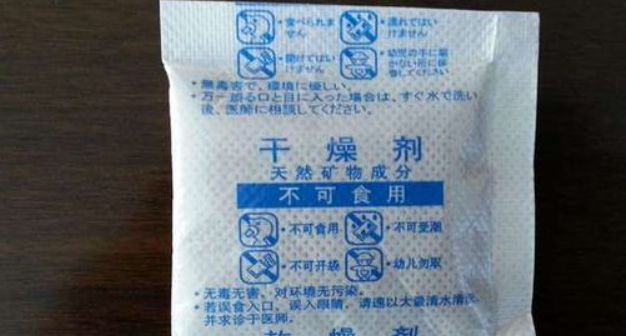 ・食べられません ・濡れてはいけません
・開けてはいけません ・幼児の手に届かない所に保管してください
・無毒害で、環境に優しい。
・万一誤る口と目に入った場合は、すぐ水で洗い
後、医師に相談してください。
干燥剂
天然矿物成分
不可食用
・不可食用 ・不可受潮
・不可开袋 ・幼儿勿取
・无毒无害、对环境无污染。
・若误食入口、误入眼睛,请速以大量清水清洗
并求诊于医师。
乾燥剤